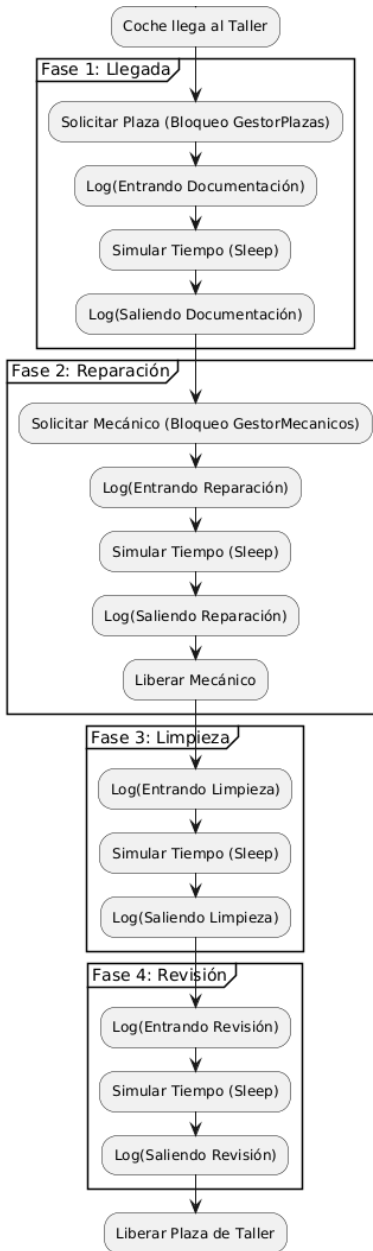 Coche llega al Taller
Fase 1: Llegada
Solicitar Plaza (Bloqueo GestorPlazas)
Log(Entrando Documentación)
Simular Tiempo (Sleep)
Log(Saliendo Documentación)
Fase 2: Reparación
Solicitar Mecánico (Bloqueo GestorMecanicos)
Log(Entrando Reparación)
Simular Tiempo (Sleep)
Log(Saliendo Reparación)
Liberar Mecánico
Fase 3: Limpieza
Log(Entrando Limpieza)
Simular Tiempo (Sleep)
Log(Saliendo Limpieza)
Fase 4: Revisión
Log(Entrando Revisión)
Simular Tiempo (Sleep)
Log(Saliendo Revisión)
Liberar Plaza de Taller